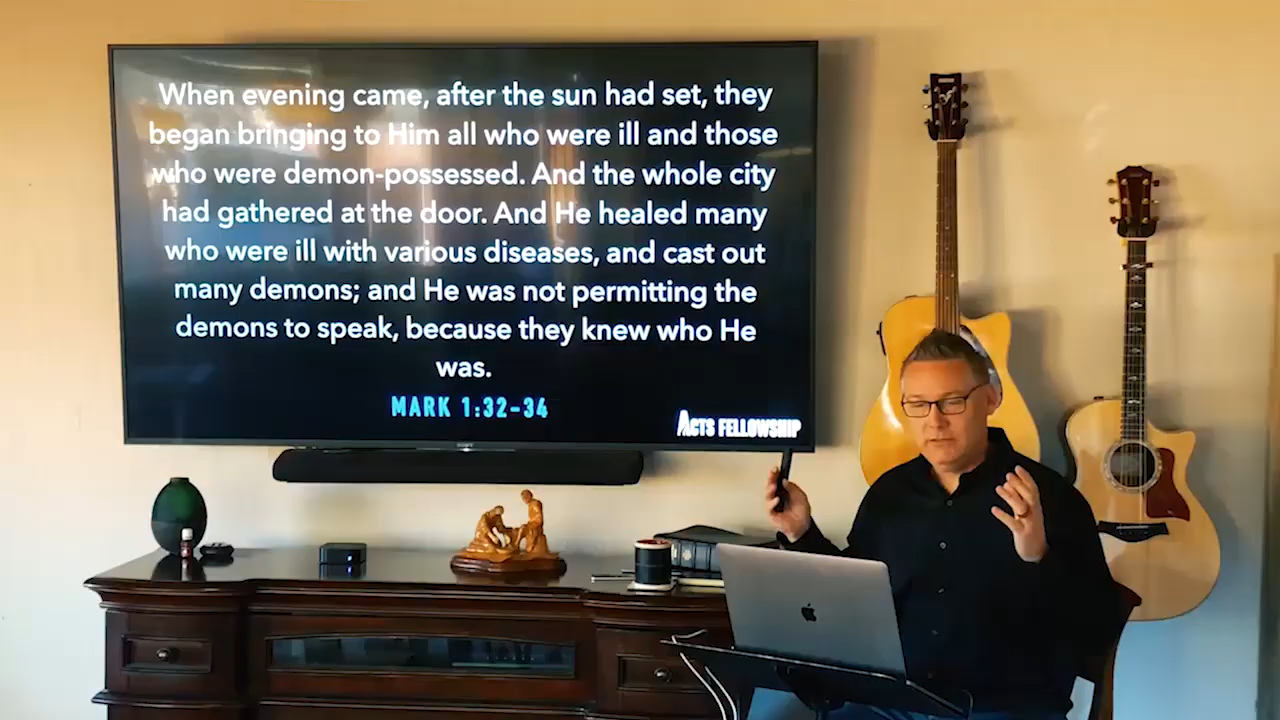 When evening came, after the sun had set, they
began bringing to Him all who were ill and those
who were demon-possessed. And the whole city
had gathered at the door. And He healed many
who were ill with various diseases, and cast out
many demons; and He was not permitting the
demons to speak, because they knew who He
was.
MARK 1:32-34
ACTS FELLOWSHIP
SONY